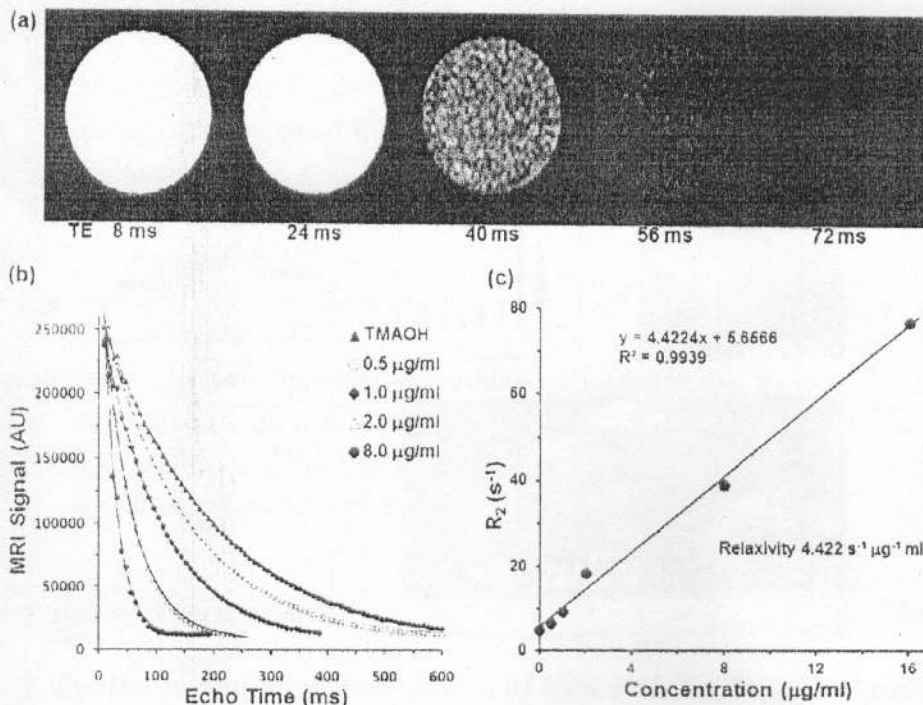 (a)
TE 8 ms 24 ms 40 ms 56 ms 72 ms
(b)
MRI Signal (AU)
250000
200000
150000
100000
50000
0
0 100 200 300 400 500 600
Echo Time (ms)
TMAOH
0.5 µg/ml
1.0 µg/ml
2.0 µg/ml
8.0 µg/ml
(c)
R2 (s-1)
80
60
40
20
0
0 4 8 12 16
Concentration (µg/ml)
y = 4.4224x + 5.6566
R² = 0.9939
Relaxivity 4.422 s-1 µg-1 ml